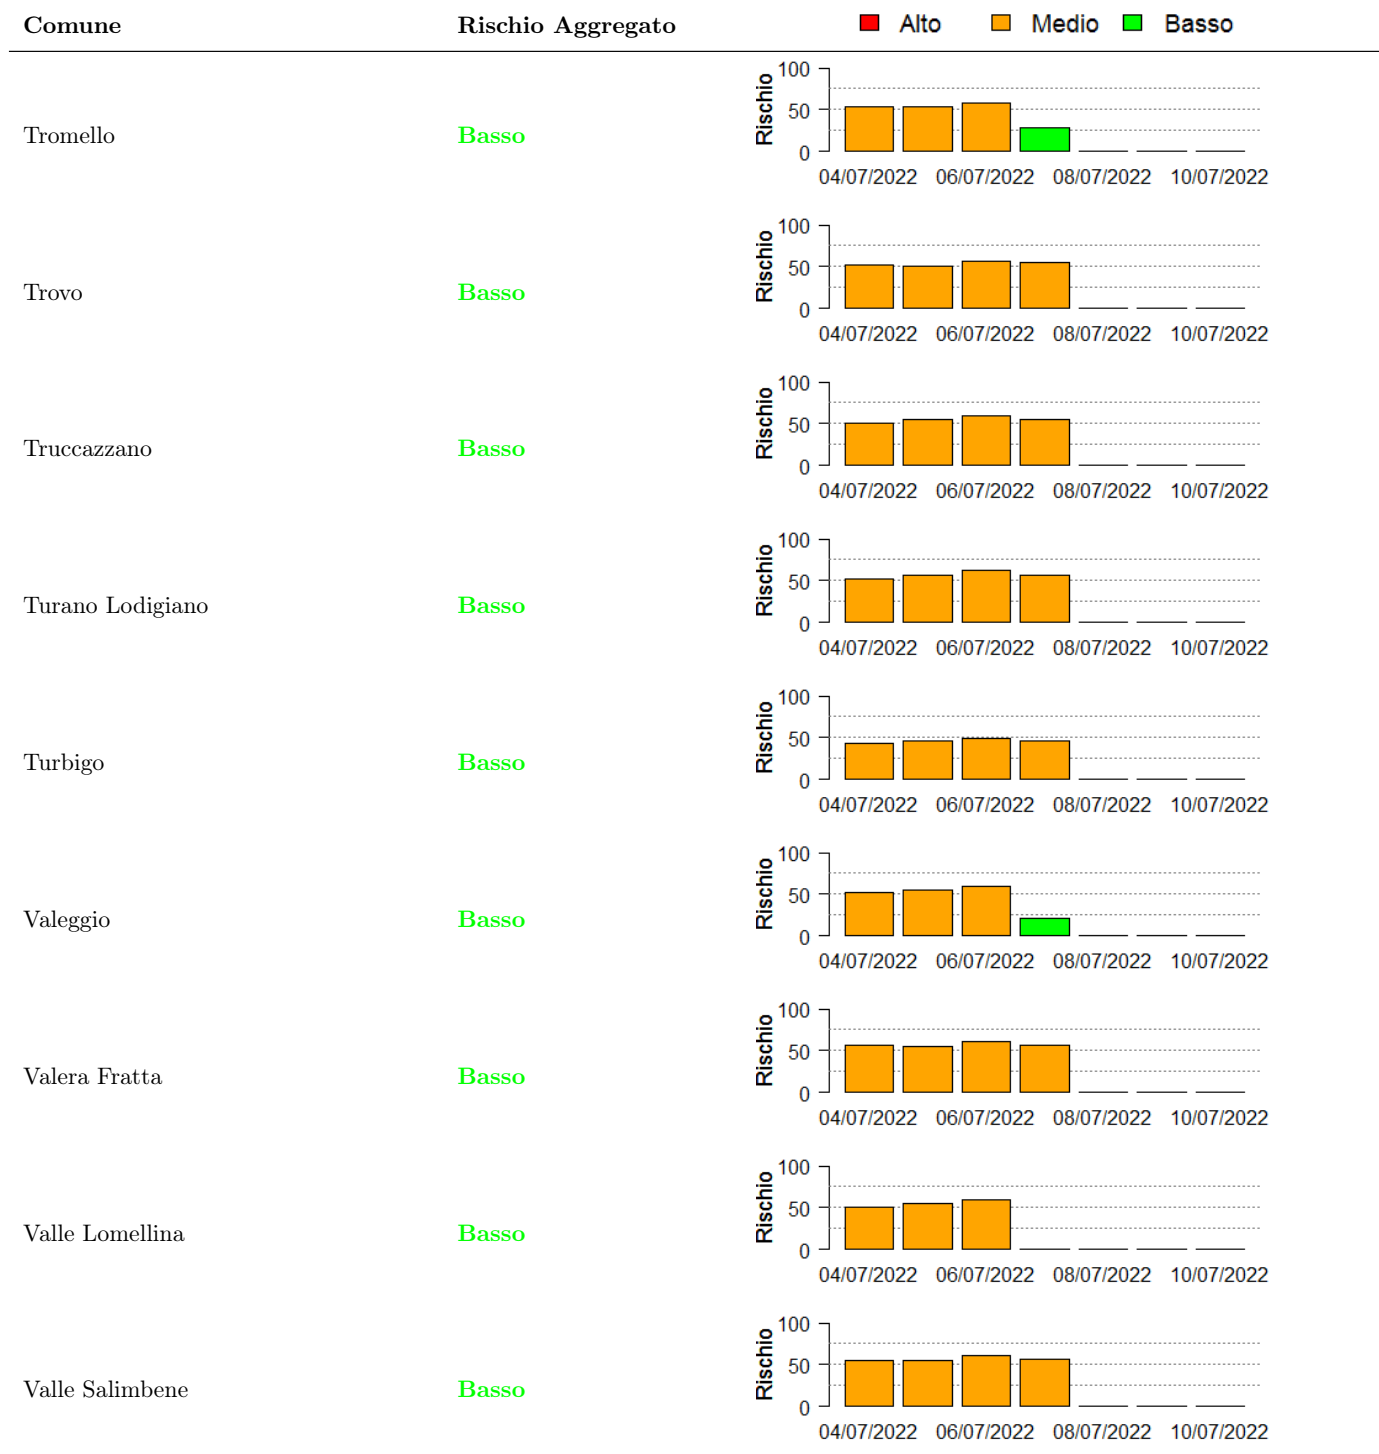 Comune Rischio Aggregato Alto Medio Basso
100
50
0
Rischio
Tromello Basso
04/07/2022 06/07/2022 08/07/2022 10/07/2022
100
50
0
Rischio
Trovo Basso
04/07/2022 06/07/2022 08/07/2022 10/07/2022
100
50
0
Rischio
Truccazzano Basso
04/07/2022 06/07/2022 08/07/2022 10/07/2022
100
50
0
Rischio
Turano Lodigiano Basso
04/07/2022 06/07/2022 08/07/2022 10/07/2022
100
50
0
Rischio
Turbigo Basso
04/07/2022 06/07/2022 08/07/2022 10/07/2022
100
50
0
Rischio
Valeggio Basso
04/07/2022 06/07/2022 08/07/2022 10/07/2022
100
50
0
Rischio
Valera Fratta Basso
04/07/2022 06/07/2022 08/07/2022 10/07/2022
100
50
0
Rischio
Valle Lomellina Basso
04/07/2022 06/07/2022 08/07/2022 10/07/2022
100
50
0
Rischio
Valle Salimbene Basso
04/07/2022 06/07/2022 08/07/2022 10/07/2022